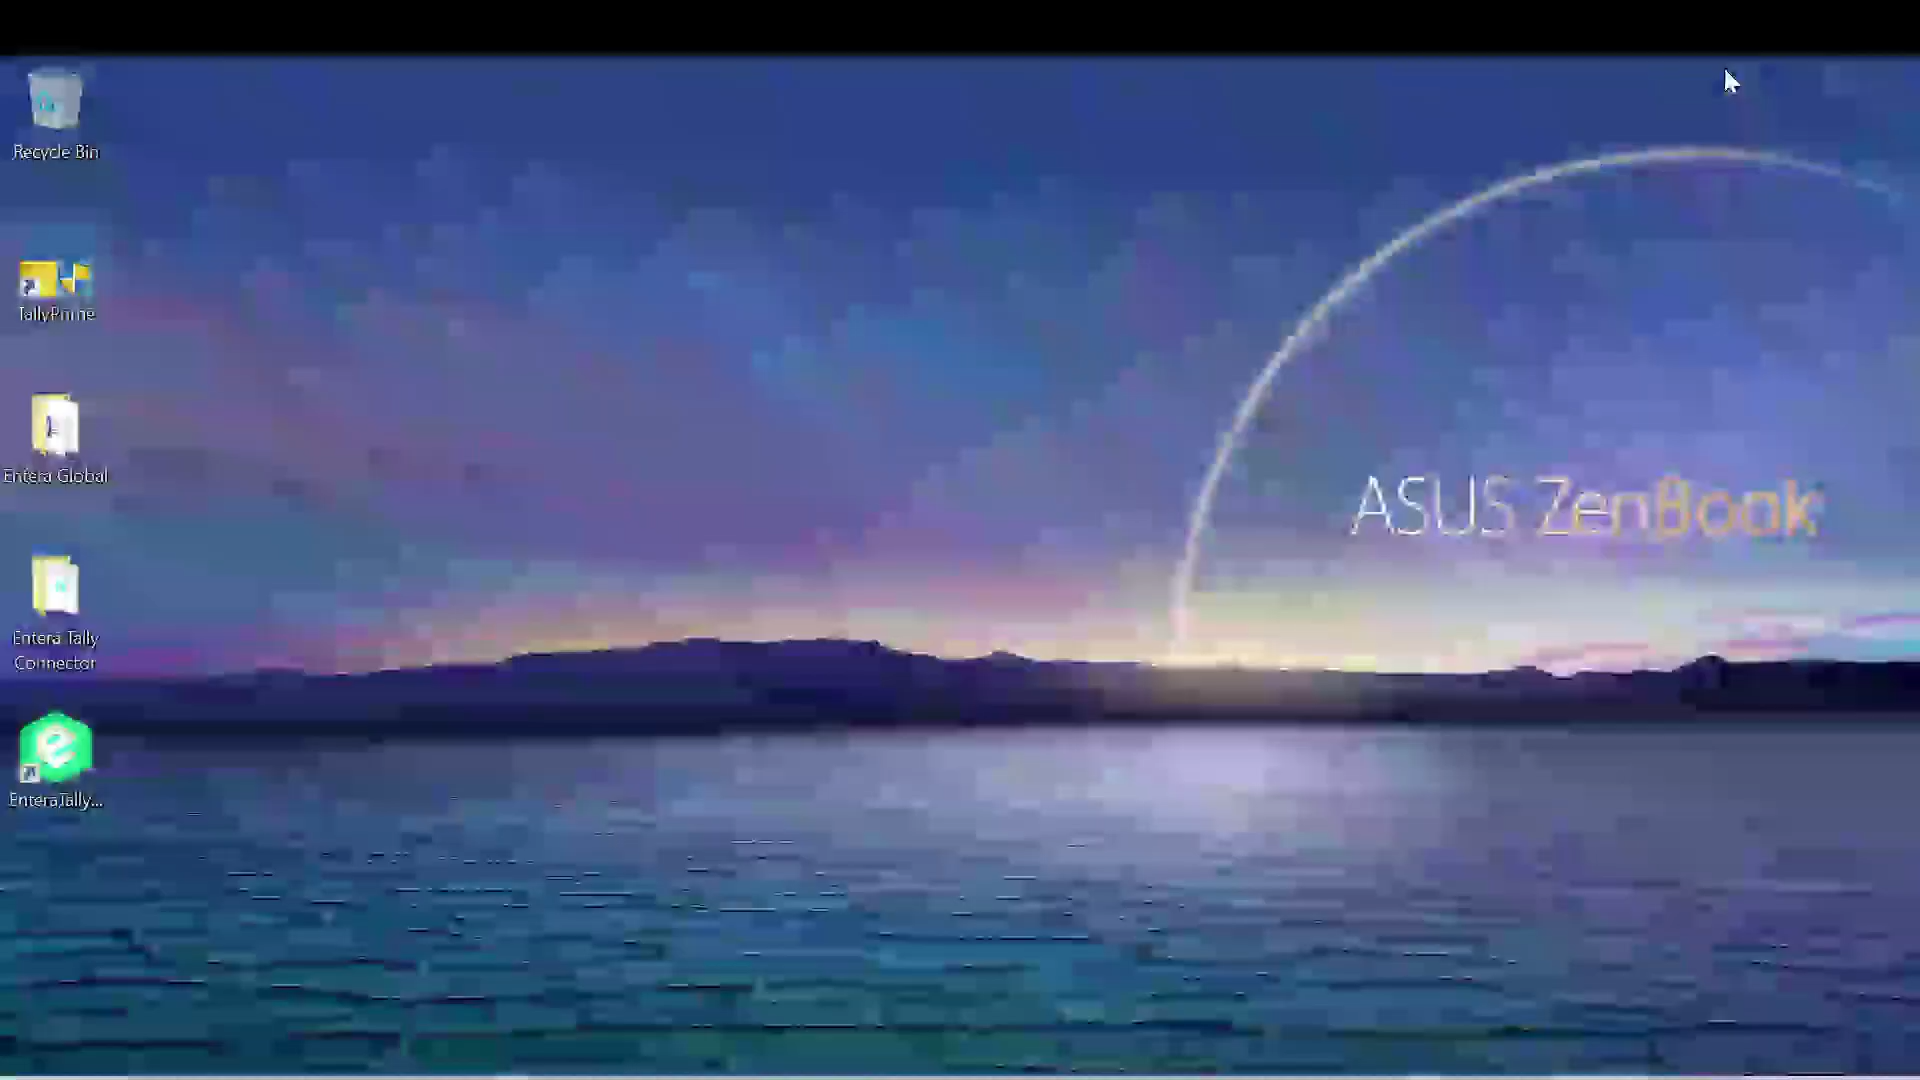 Recycle Bin
TallyPrime
Entera Global
Entera Tally
Connector
EnteraTally...
ASUS ZenBook